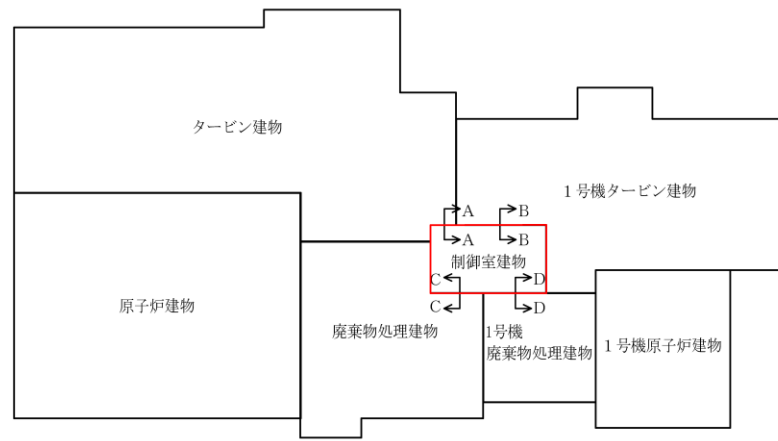 タービン建物
1号機タービン建物
A
B
A
B
制御室建物
C
D
原子炉建物
C
D
廃棄物処理建物
1号機
廃棄物処理建物
1号機原子炉建物